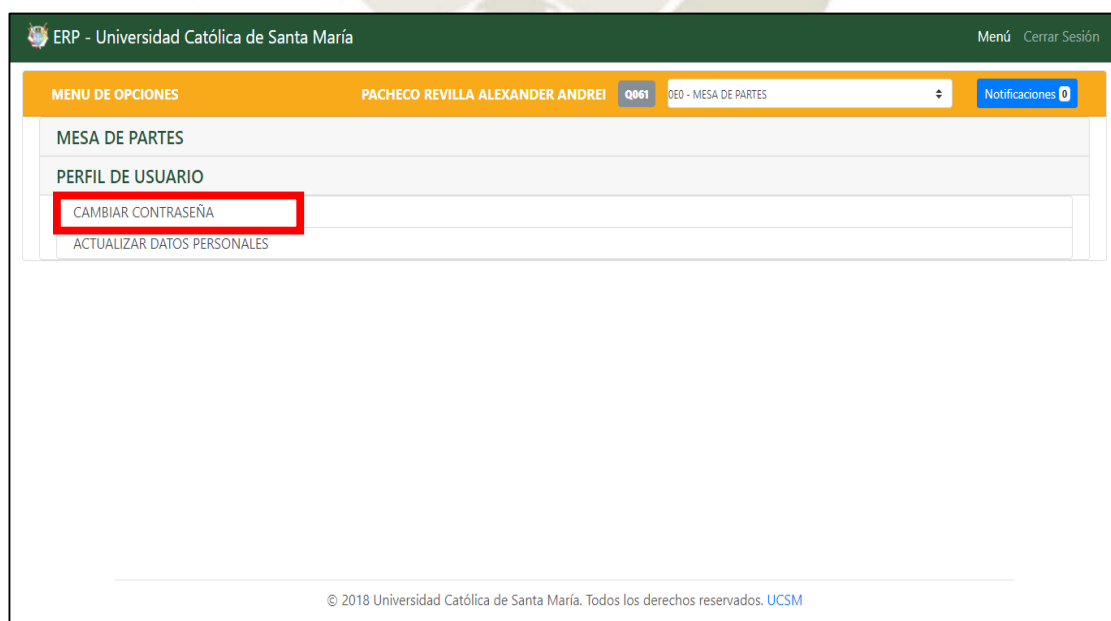 ERP - Universidad Católica de Santa María Menú Cerrar Sesión
MENU DE OPCIONES PACHECO REVILLA ALEXANDER ANDREI Q061 0E0 - MESA DE PARTES Notificaciones 0
MESA DE PARTES
PERFIL DE USUARIO
CAMBIAR CONTRASEÑA
ACTUALIZAR DATOS PERSONALES
© 2018 Universidad Católica de Santa María. Todos los derechos reservados. UCSM